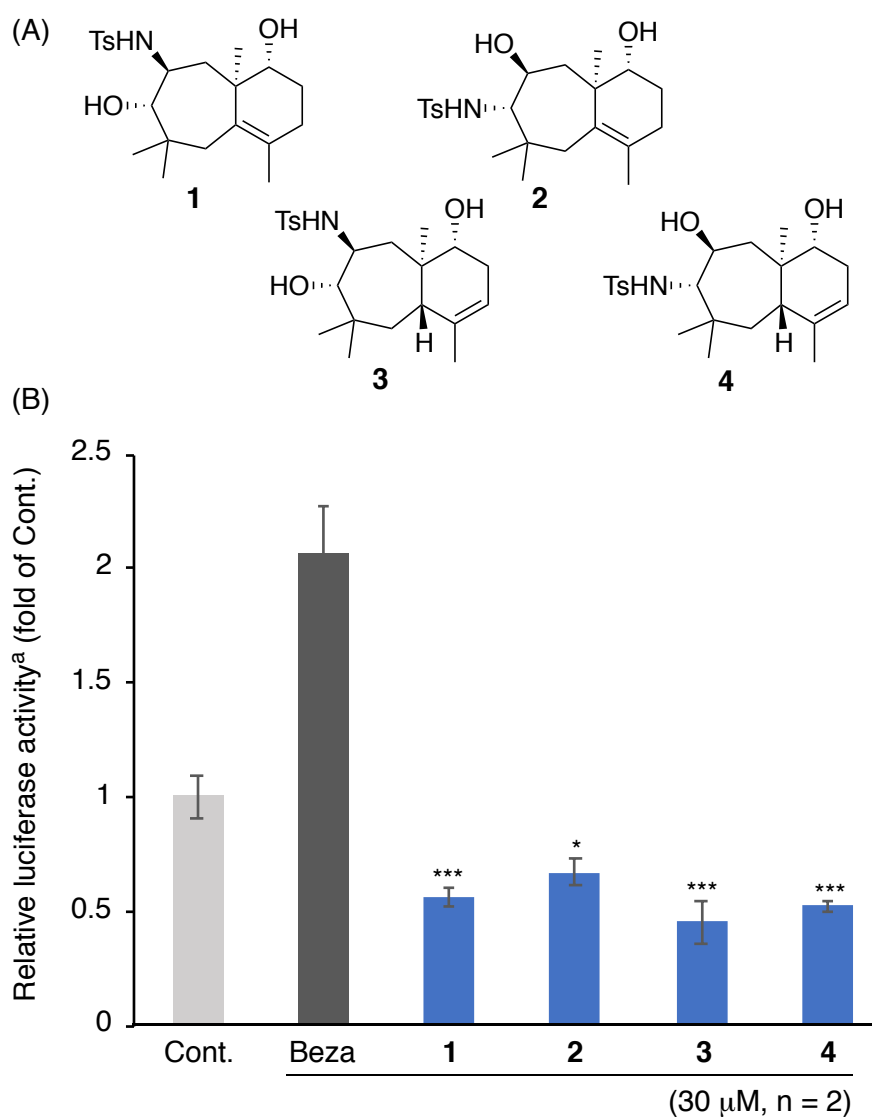 (A)
TsHN OH
HO
1
HO OH
TsHN
2
TsHN OH
HO
H
3
HO OH
TsHN
H
4
(B)
Relative luciferase activityᵃ (fold of Cont.)
2.5
2
1.5
1
0.5
0
***
*
***
***
Cont. Beza 1 2 3 4
(30 μM, n = 2)